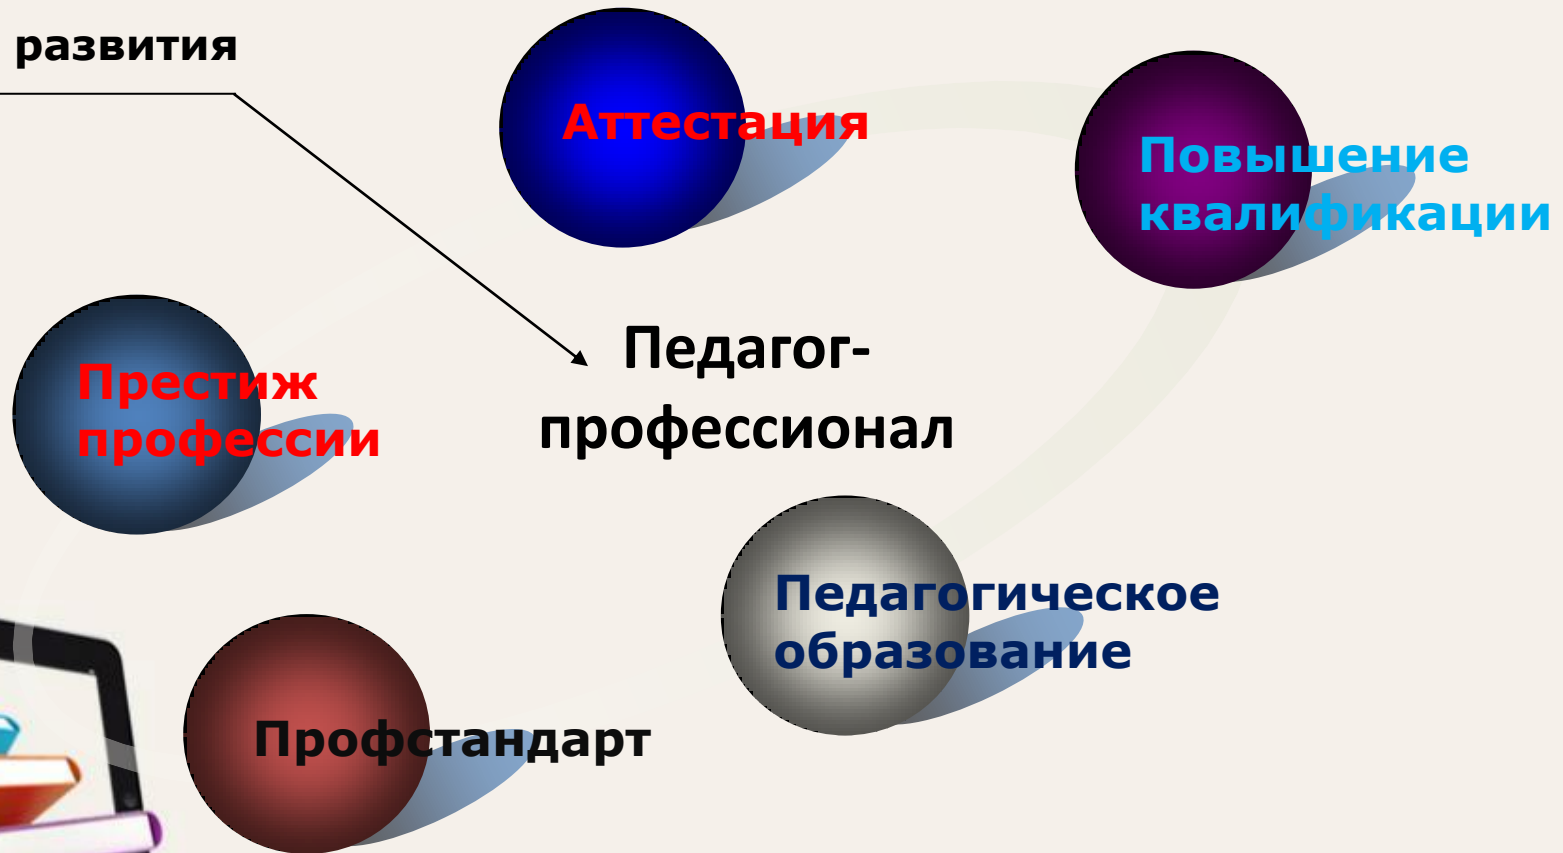 развития
Аттестация
Повышение
квалификации
Педагог-
профессионал
Престиж
профессии
Педагогическое
образование
Профстандарт